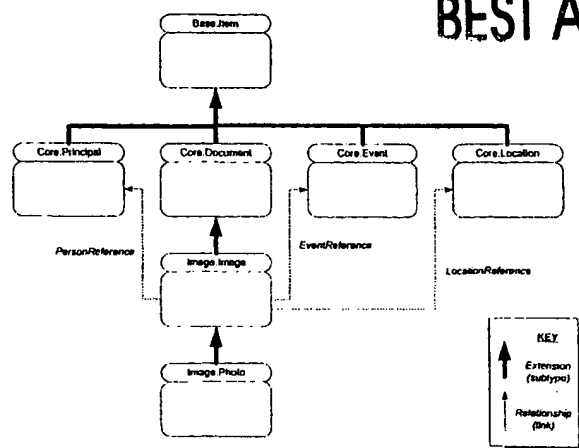 BEST A
Base.Item
Core.Principal
Core.Document
Core.Event
Core.Location
PersonReference
EventReference
LocationReference
Image.Image
Image.Photo
KEY
Extension
(subtype)
Relationship
(link)